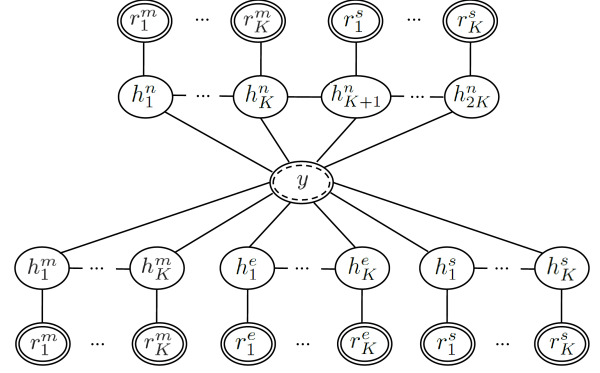 $r_1^m$ ... $r_K^m$ $r_1^s$ ... $r_K^s$
$h_1^n$ ... $h_K^n$ $h_{K+1}^n$ ... $h_{2K}^n$
$y$
$h_1^m$ ... $h_K^m$ $h_1^e$ ... $h_K^e$ $h_1^s$ ... $h_K^s$
$r_1^m$ ... $r_K^m$ $r_1^e$ ... $r_K^e$ $r_1^s$ ... $r_K^s$